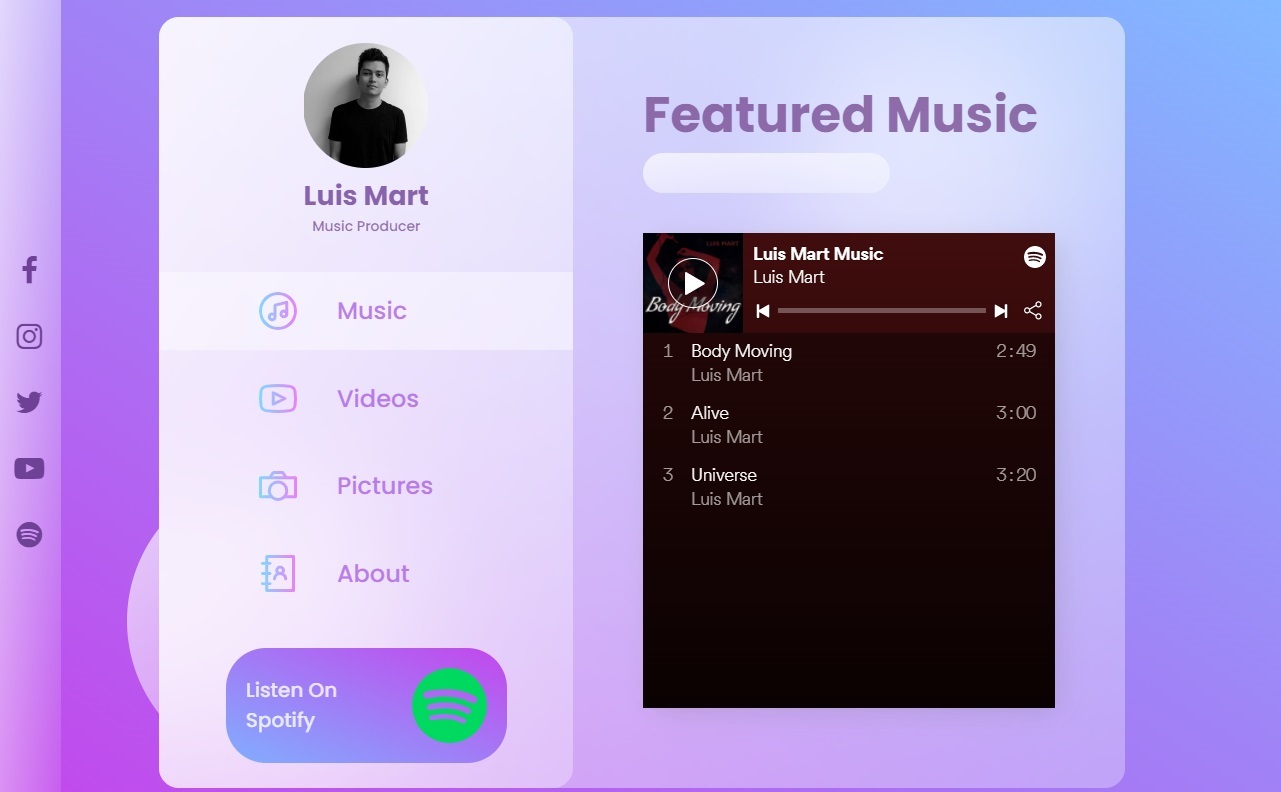 Luis Mart
Music Producer
Music
Videos
Pictures
About
Listen On
Spotify
Featured Music
LUIS MART
Body Moving
Luis Mart Music
Luis Mart
1 Body Moving 2:49
Luis Mart
2 Alive 3:00
Luis Mart
3 Universe 3:20
Luis Mart